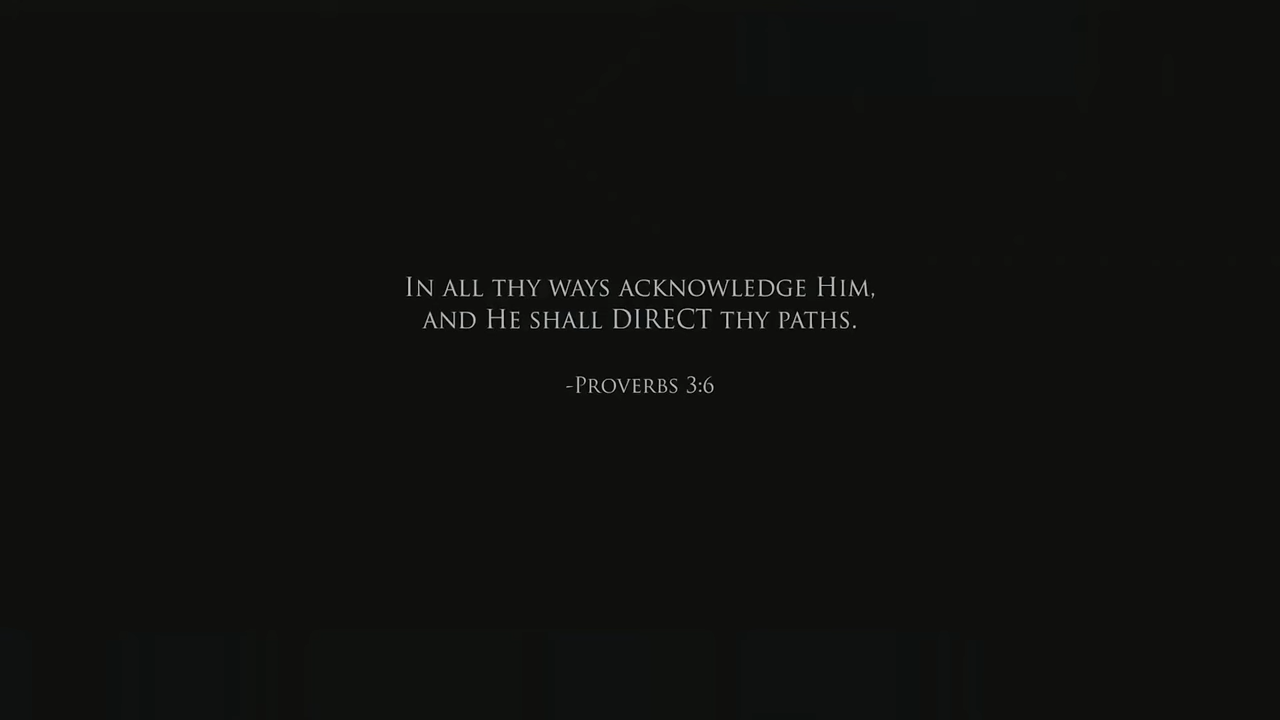 In all thy ways acknowledge Him,
and He shall DIRECT thy paths.
-Proverbs 3:6